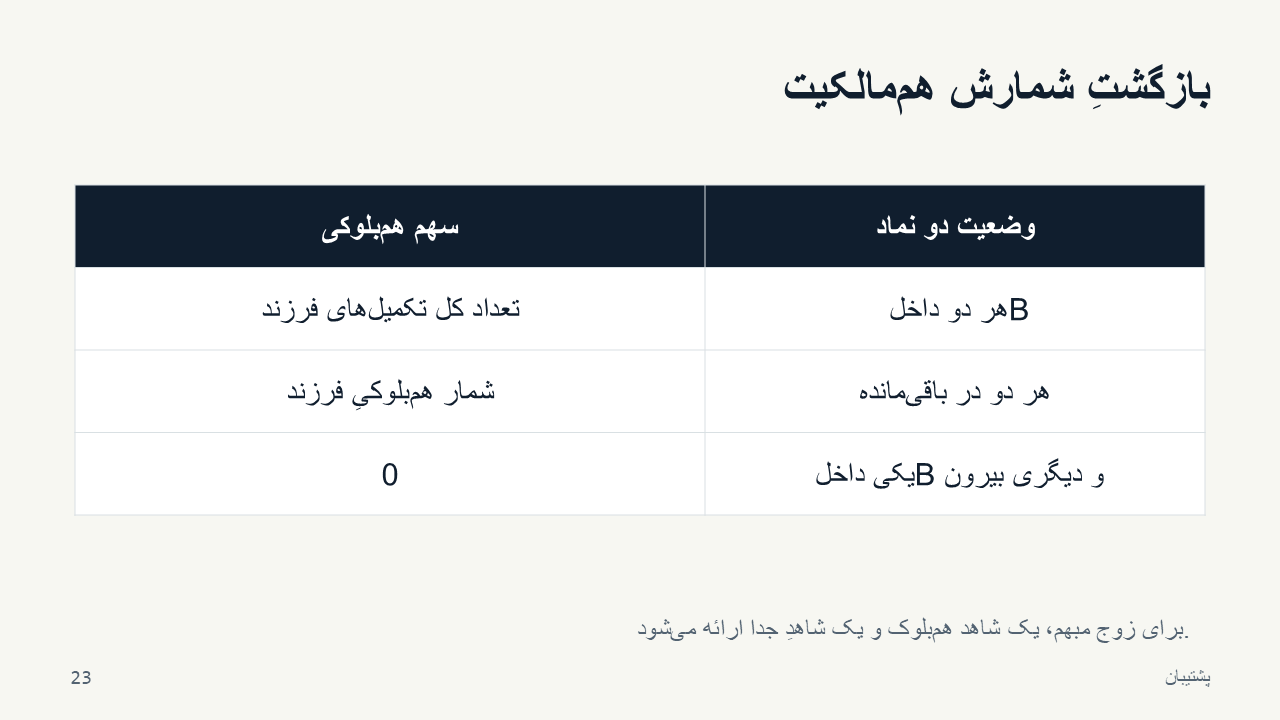 بازگشتِ شمارش هم‌مالکیت
وضعیت دو نماد
سهم هم‌بلوکی
هر دو داخل B
تعداد کل تکمیل‌های فرزند
هر دو در باقی‌مانده
شمار هم‌بلوکیِ فرزند
یکی داخل B و دیگری بیرون
0
برای زوج مبهم، یک شاهد هم‌بلوک و یک شاهدِ جدا ارائه می‌شود.
پشتیبان
23